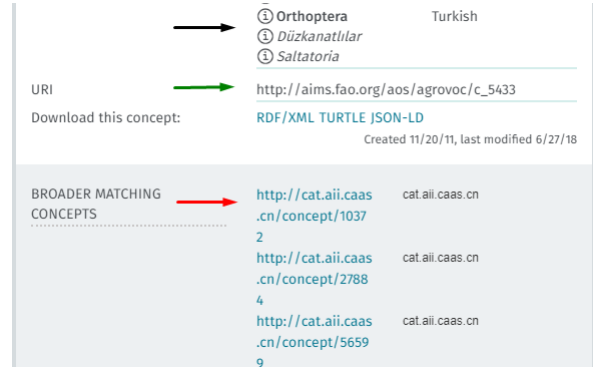 Orthoptera Turkish
Düzkanatlılar
Saltatoria
URI http://aims.fao.org/aos/agrovoc/c_5433
Download this concept: RDF/XML TURTLE JSON-LD
Created 11/20/11, last modified 6/27/18
BROADER MATCHING CONCEPTS
http://cat.aii.caas cat.aii.caas.cn
.cn/concept/1037
2
http://cat.aii.caas cat.aii.caas.cn
.cn/concept/2788
4
http://cat.aii.caas cat.aii.caas.cn
.cn/concept/5659
9